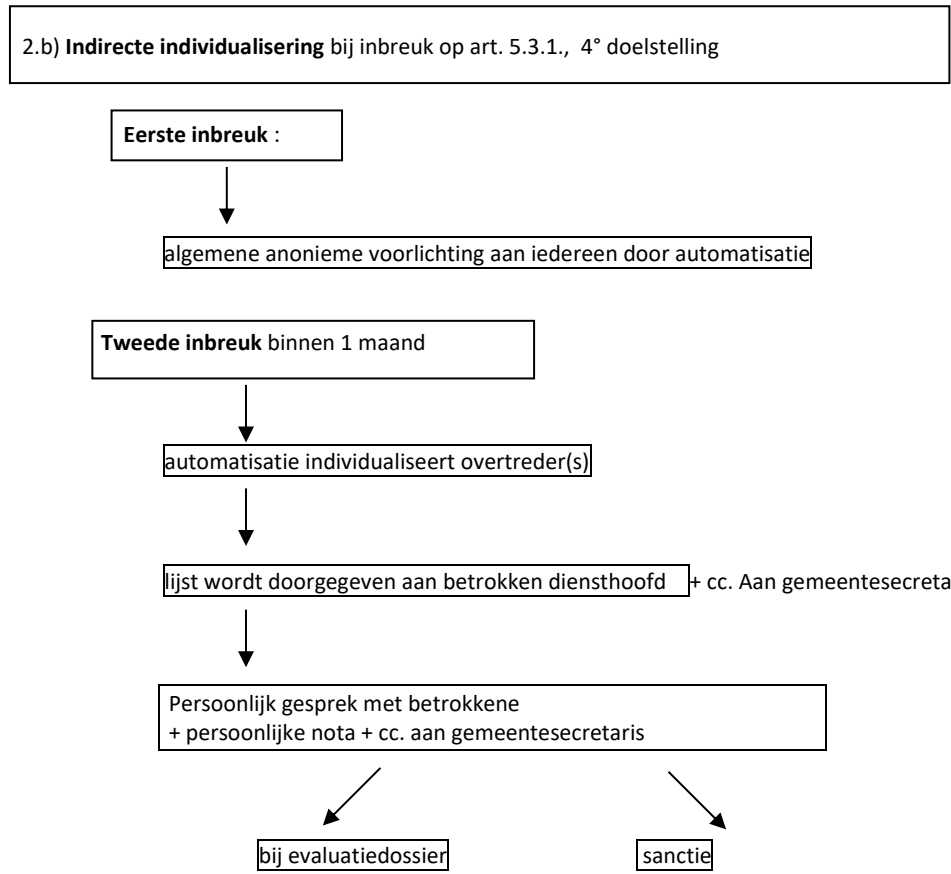 2.b) Indirecte individualisering bij inbreuk op art. 5.3.1., 4° doelstelling
Eerste inbreuk :
algemene anonieme voorlichting aan iedereen door automatisatie
Tweede inbreuk binnen 1 maand
automatisatie individualiseert overtreder(s)
lijst wordt doorgegeven aan betrokken diensthoofd + cc. Aan gemeentesecreta
Persoonlijk gesprek met betrokkene
+ persoonlijke nota + cc. aan gemeentesecretaris
bij evaluatiedossier
sanctie